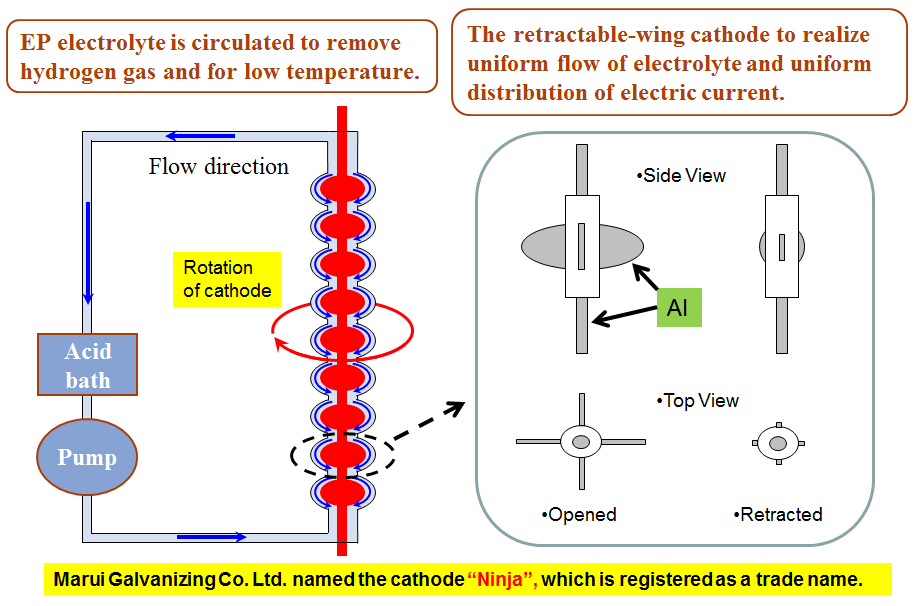 EP electrolyte is circulated to remove
hydrogen gas and for low temperature.
The retractable-wing cathode to realize
uniform flow of electrolyte and uniform
distribution of electric current.
Flow direction
Rotation
of cathode
Acid
bath
Pump
•Side View
Al
•Top View
•Opened
•Retracted
Marui Galvanizing Co. Ltd. named the cathode “Ninja”, which is registered as a trade name.